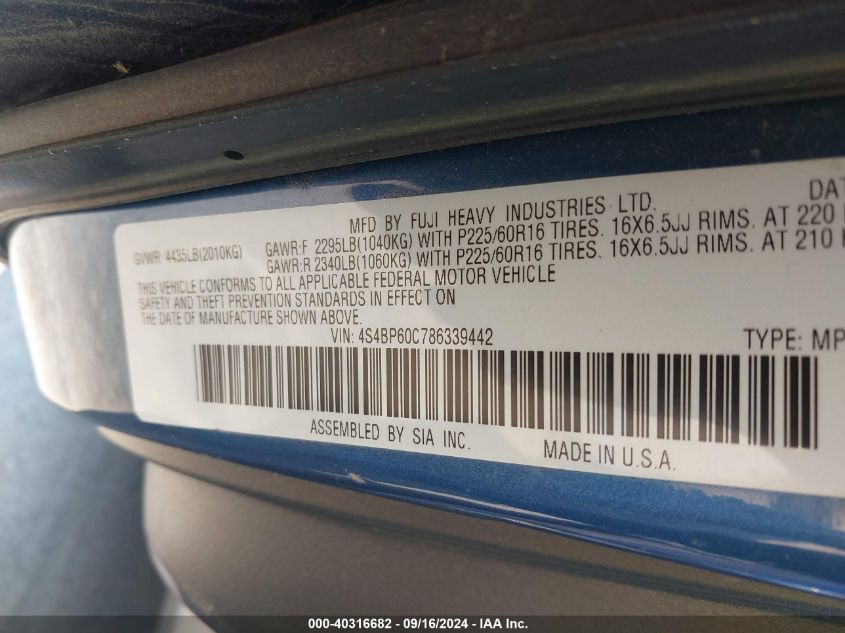 MFD BY FUJI HEAVY INDUSTRIES LTD. DAT
GVWR 4435LB(2010KG) GAWR:F 2295LB(1040KG) WITH P225/60R16 TIRES. 16X6.5JJ RIMS. AT 220
GAWR:R 2340LB(1060KG) WITH P225/60R16 TIRES. 16X6.5JJ RIMS. AT 210
THIS VEHICLE CONFORMS TO ALL APPLICABLE FEDERAL MOTOR VEHICLE
SAFETY AND THEFT PREVENTION STANDARDS IN EFFECT ON
THE DATE OF MANUFACTURE SHOWN ABOVE.
VIN: 4S4BP60C786339442 TYPE: MP
ASSEMBLED BY SIA INC. MADE IN U.S.A.
000-40316682 - 09/16/2024 - IAA Inc.